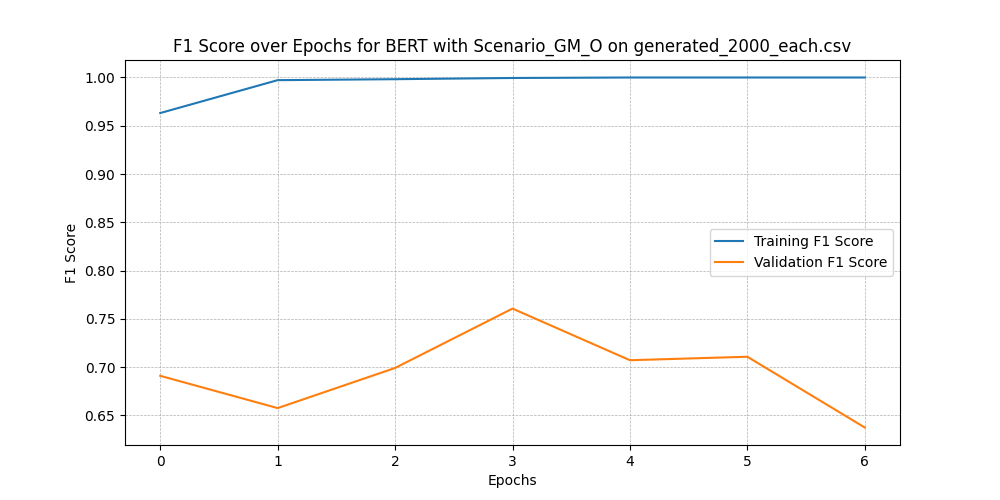 F1 Score over Epochs for BERT with Scenario_GM_O on generated_2000_each.csv
1.00
0.95
0.90
0.85
0.80
0.75
0.70
0.65
F1 Score
Training F1 Score
Validation F1 Score
0 1 2 3 4 5 6
Epochs